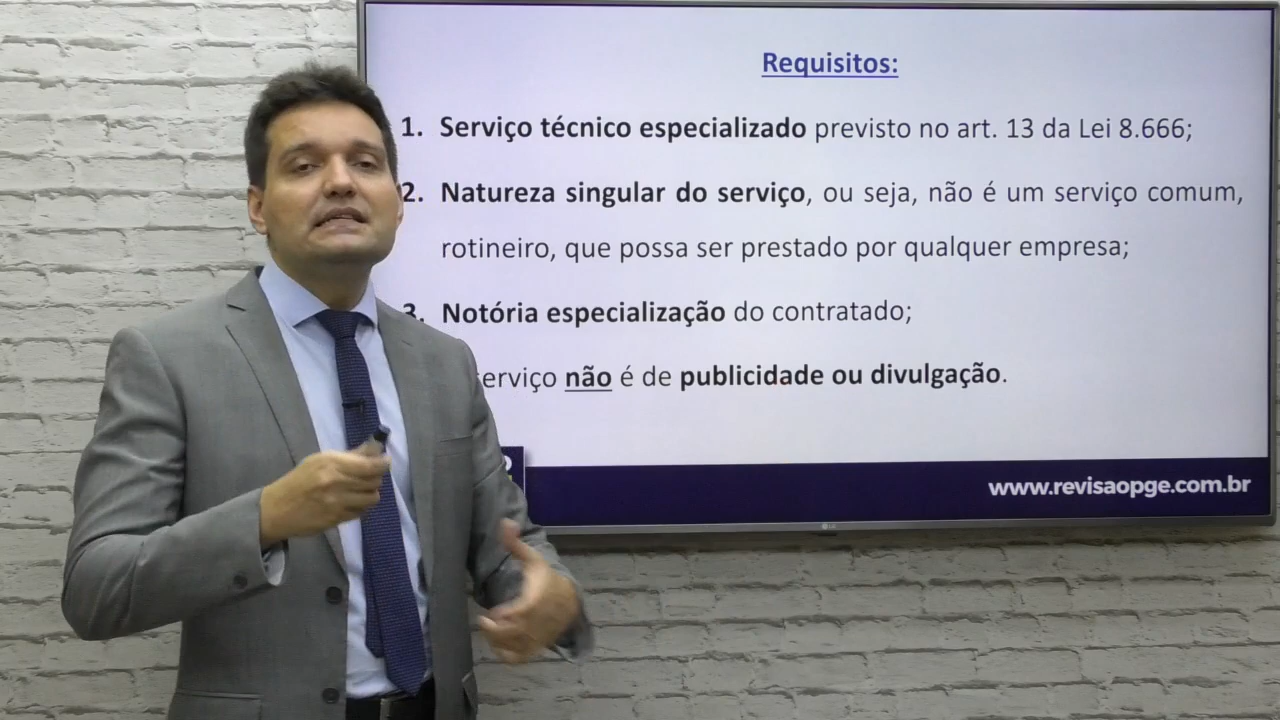 Requisitos:
1. Serviço técnico especializado previsto no art. 13 da Lei 8.666;
2. Natureza singular do serviço, ou seja, não é um serviço comum,
rotineiro, que possa ser prestado por qualquer empresa;
3. Notória especialização do contratado;
não é de publicidade ou divulgação.
www.revisaopge.com.br
LG